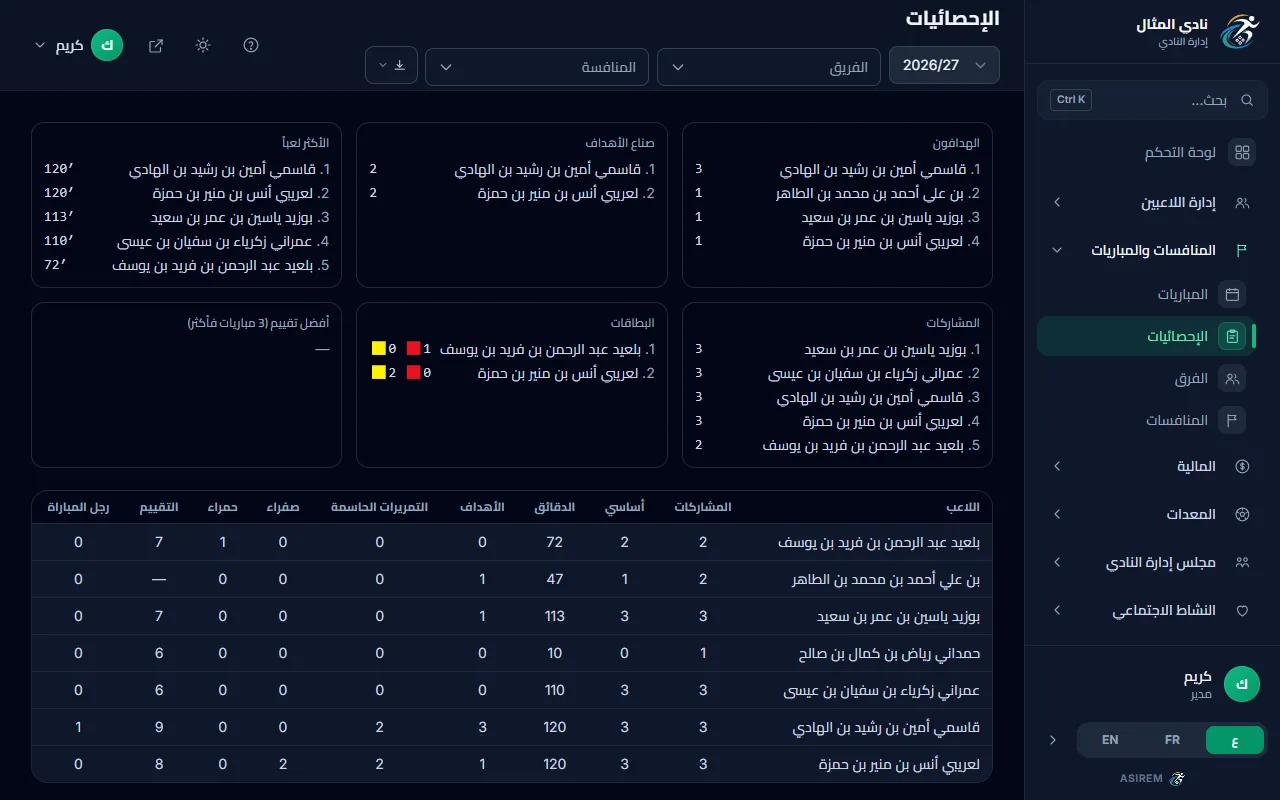 نادي المثال
إدارة النادي
بحث...
Ctrl K
لوحة التحكم
إدارة اللاعبين
المنافسات والمباريات
المباريات
الإحصائيات
الفرق
المنافسات
المالية
المعدات
مجلس إدارة النادي
النشاط الاجتماعي
ك
كريم
مدير
ع
FR
EN
ASIREM
الإحصائيات
2026/27
الفريق
المنافسة
ك
كريم
الهدافون
1. قاسمي أمين بن رشيد بن الهادي 3
2. بن علي أحمد بن محمد بن الطاهر 1
3. بوزيد ياسين بن عمر بن سعيد 1
4. لعريبي أنس بن منير بن حمزة 1
صناع الأهداف
1. قاسمي أمين بن رشيد بن الهادي 2
2. لعريبي أنس بن منير بن حمزة 2
الأكثر لعباً
1. قاسمي أمين بن رشيد بن الهادي 120′
2. لعريبي أنس بن منير بن حمزة 120′
3. بوزيد ياسين بن عمر بن سعيد 113′
4. عمراني زكرياء بن سفيان بن عيسى 110′
5. بلعيد عبد الرحمن بن فريد بن يوسف 72′
المشاركات
1. بوزيد ياسين بن عمر بن سعيد 3
2. عمراني زكرياء بن سفيان بن عيسى 3
3. قاسمي أمين بن رشيد بن الهادي 3
4. لعريبي أنس بن منير بن حمزة 3
5. بلعيد عبد الرحمن بن فريد بن يوسف 2
البطاقات
1. بلعيد عبد الرحمن بن فريد بن يوسف 1 0
2. لعريبي أنس بن منير بن حمزة 0 2
أفضل تقييم (3 مباريات فأكثر)
—
اللاعب المشاركات أساسي الدقائق الأهداف التمريرات الحاسمة صفراء حمراء التقييم رجل المباراة
بلعيد عبد الرحمن بن فريد بن يوسف 2 2 72 0 0 0 1 7 0
بن علي أحمد بن محمد بن الطاهر 2 1 47 1 0 0 0 — 0
بوزيد ياسين بن عمر بن سعيد 3 3 113 1 0 0 0 7 0
حمداني رياض بن كمال بن صالح 1 0 10 0 0 0 0 6 0
عمراني زكرياء بن سفيان بن عيسى 3 3 110 0 0 0 0 6 0
قاسمي أمين بن رشيد بن الهادي 3 3 120 3 2 0 0 9 1
لعريبي أنس بن منير بن حمزة 3 3 120 1 2 2 0 8 0